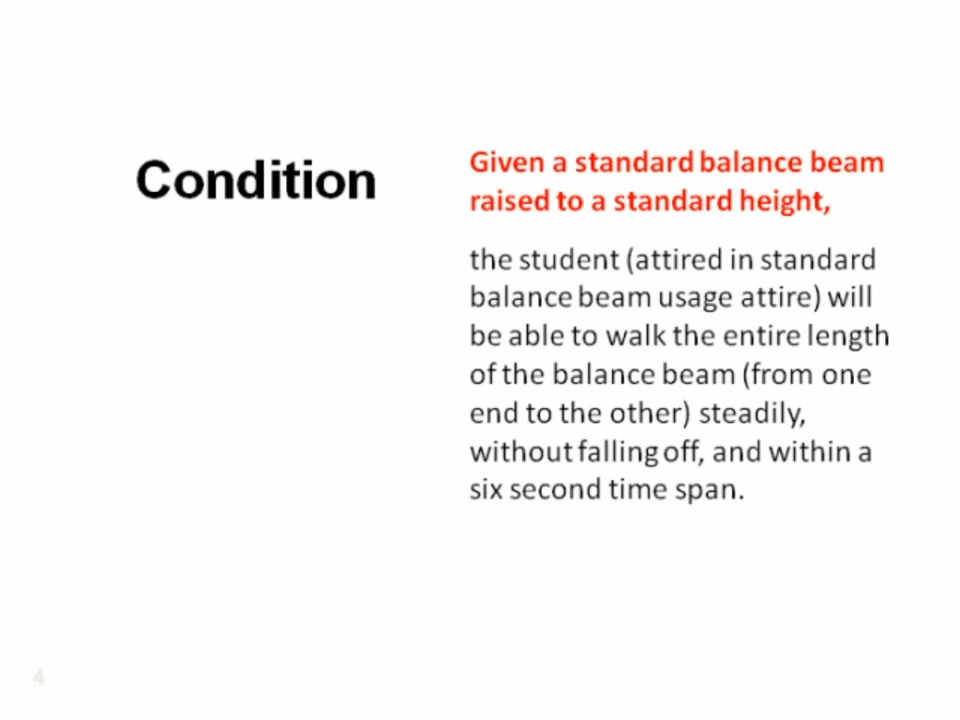 Condition
Given a standard balance beam
raised to a standard height,
the student (attired in standard
balance beam usage attire) will
be able to walk the entire length
of the balance beam (from one
end to the other) steadily,
without falling off, and within a
six second time span.
4